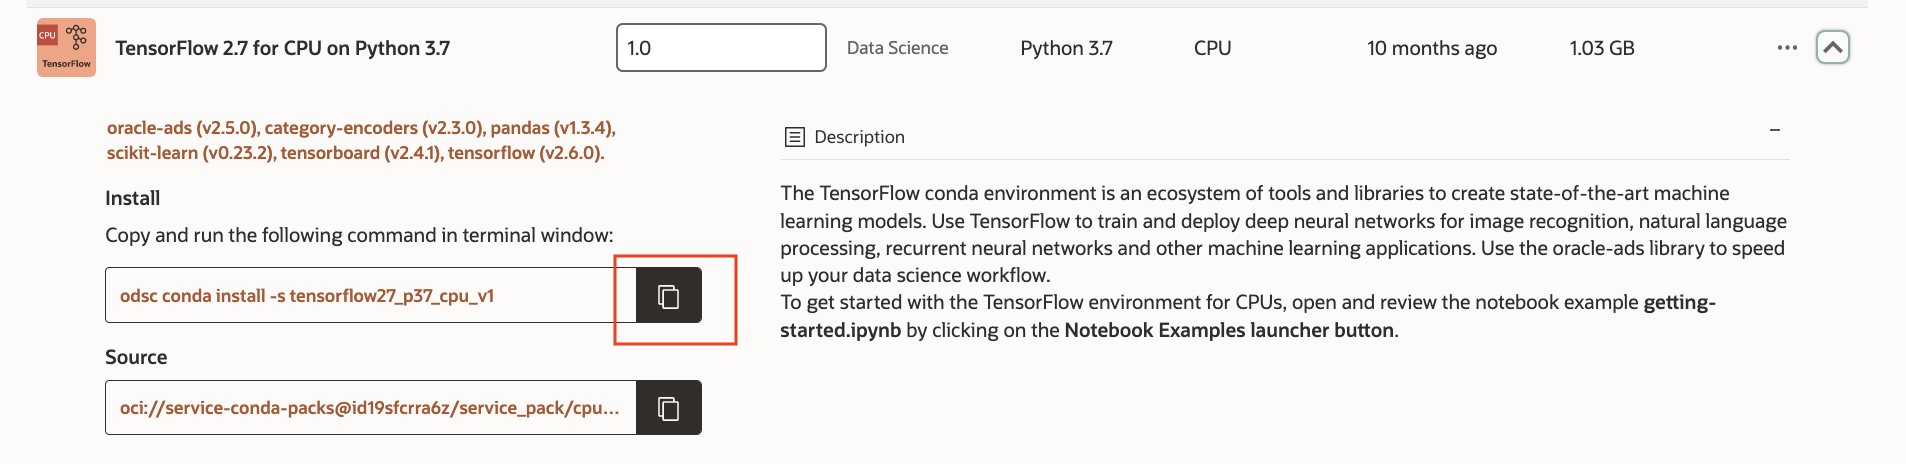 CPU
TensorFlow
TensorFlow 2.7 for CPU on Python 3.7
1.0
Data Science
Python 3.7
CPU
10 months ago
1.03 GB
oracle-ads (v2.5.0), category-encoders (v2.3.0), pandas (v1.3.4),
scikit-learn (v0.23.2), tensorboard (v2.4.1), tensorflow (v2.6.0).
Install
Copy and run the following command in terminal window:
odsc conda install -s tensorflow27_p37_cpu_v1
Source
oci://service-conda-packs@id19sfcrra6z/service_pack/cpu...
Description
The TensorFlow conda environment is an ecosystem of tools and libraries to create state-of-the-art machine
learning models. Use TensorFlow to train and deploy deep neural networks for image recognition, natural language
processing, recurrent neural networks and other machine learning applications. Use the oracle-ads library to speed
up your data science workflow.
To get started with the TensorFlow environment for CPUs, open and review the notebook example getting-
started.ipynb by clicking on the Notebook Examples launcher button.